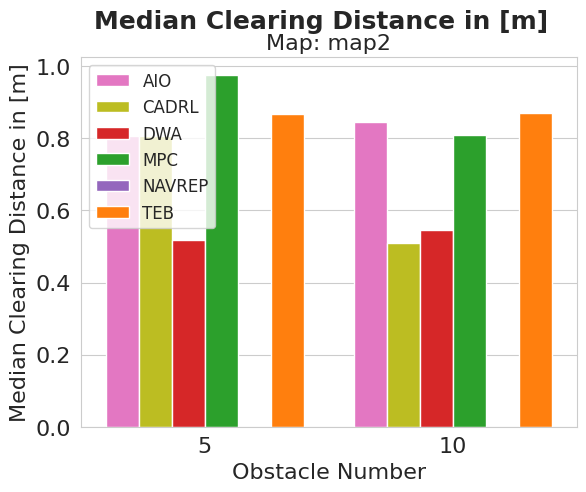 Median Clearing Distance in [m]
Map: map2
Median Clearing Distance in [m]
1.0
0.8
0.6
0.4
0.2
0.0
AIO
CADRL
DWA
MPC
NAVREP
TEB
5
10
Obstacle Number